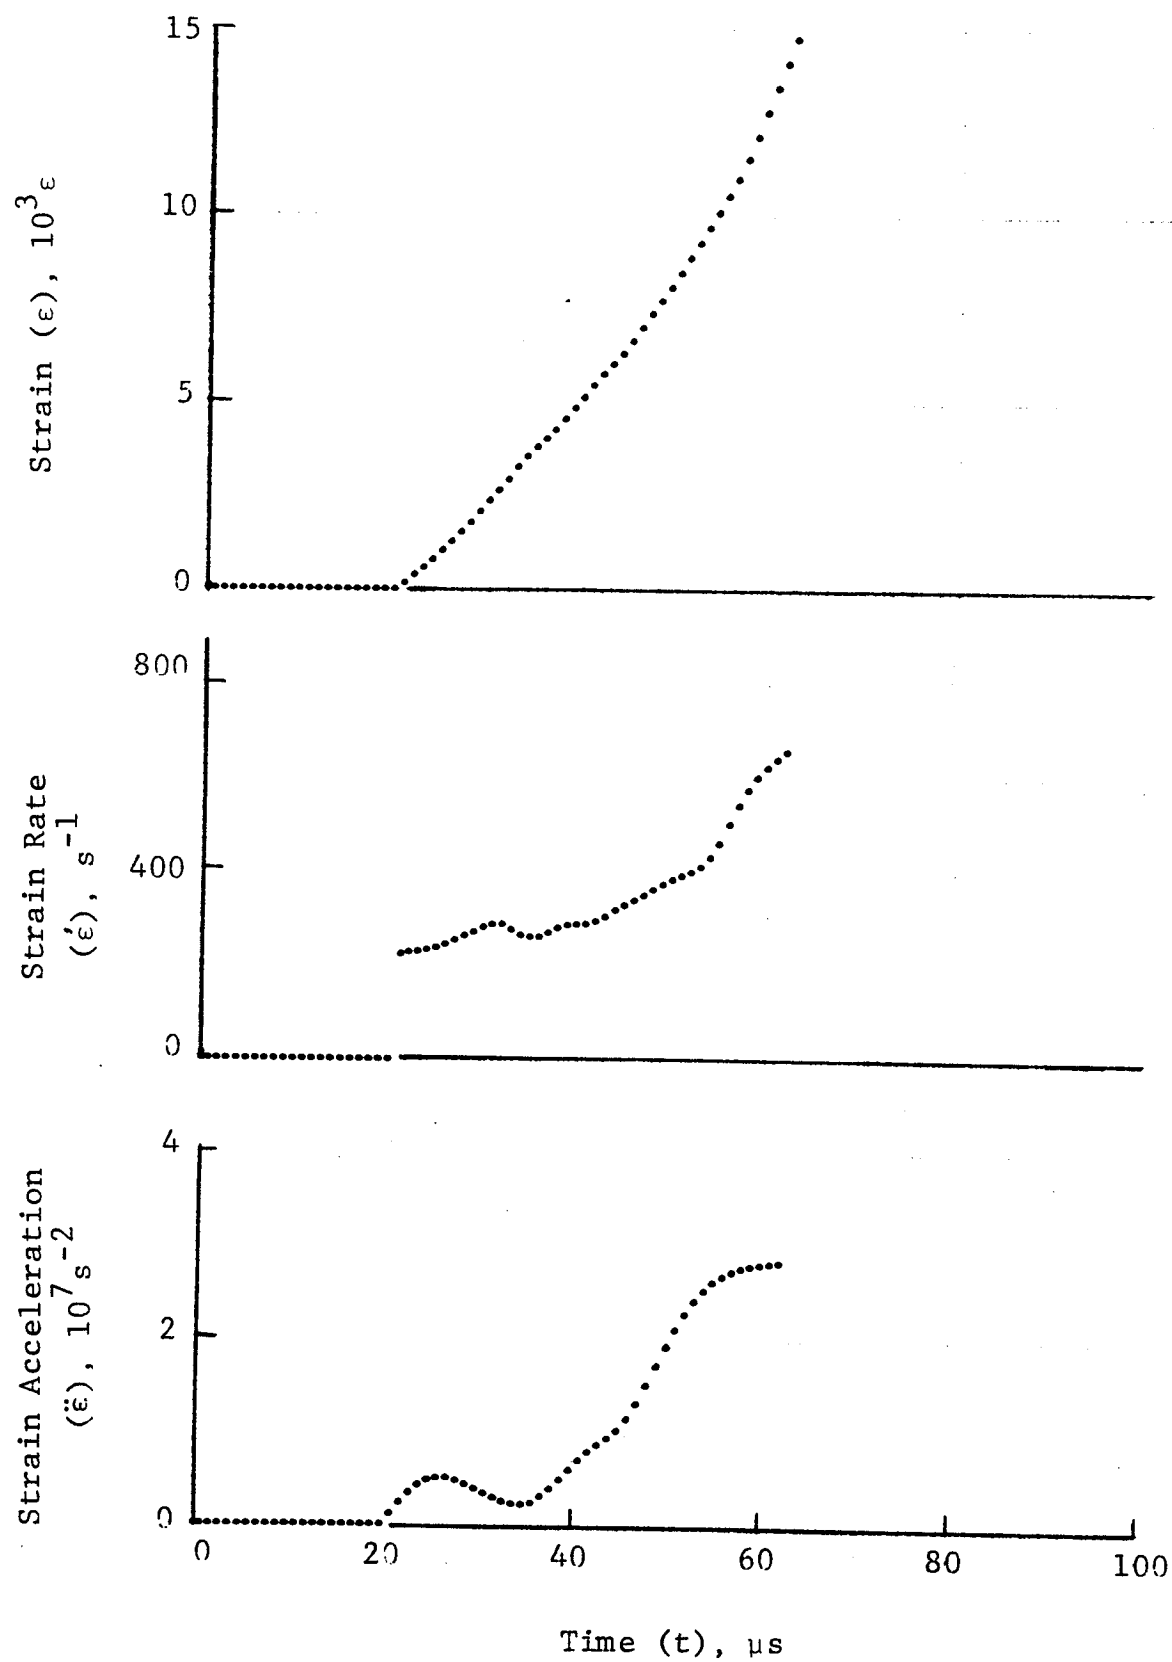 15
10
5
0
Strain (ε), 10³ε
800
400
0
Strain Rate
(έ), s⁻¹
4
2
0
Strain Acceleration
(ε̈), 10⁷s⁻²
0 20 40 60 80 100
Time (t), μs